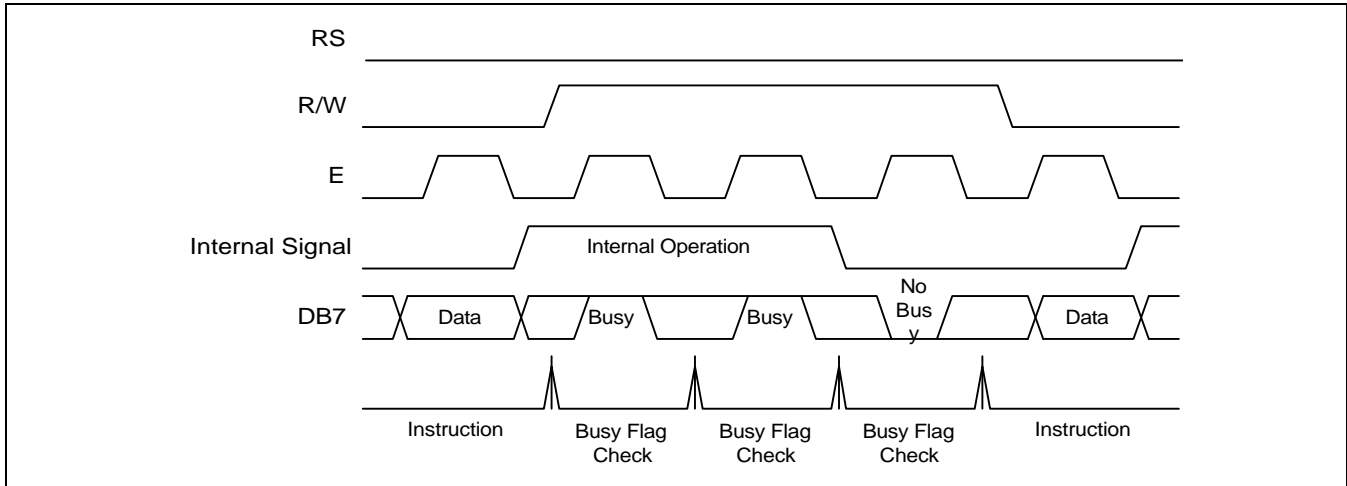 RS
R/W
E
Internal Signal
Internal Operation
DB7
Data
Busy
Busy
No
Bus
y
Data
Instruction
Busy Flag
Check
Busy Flag
Check
Busy Flag
Check
Instruction